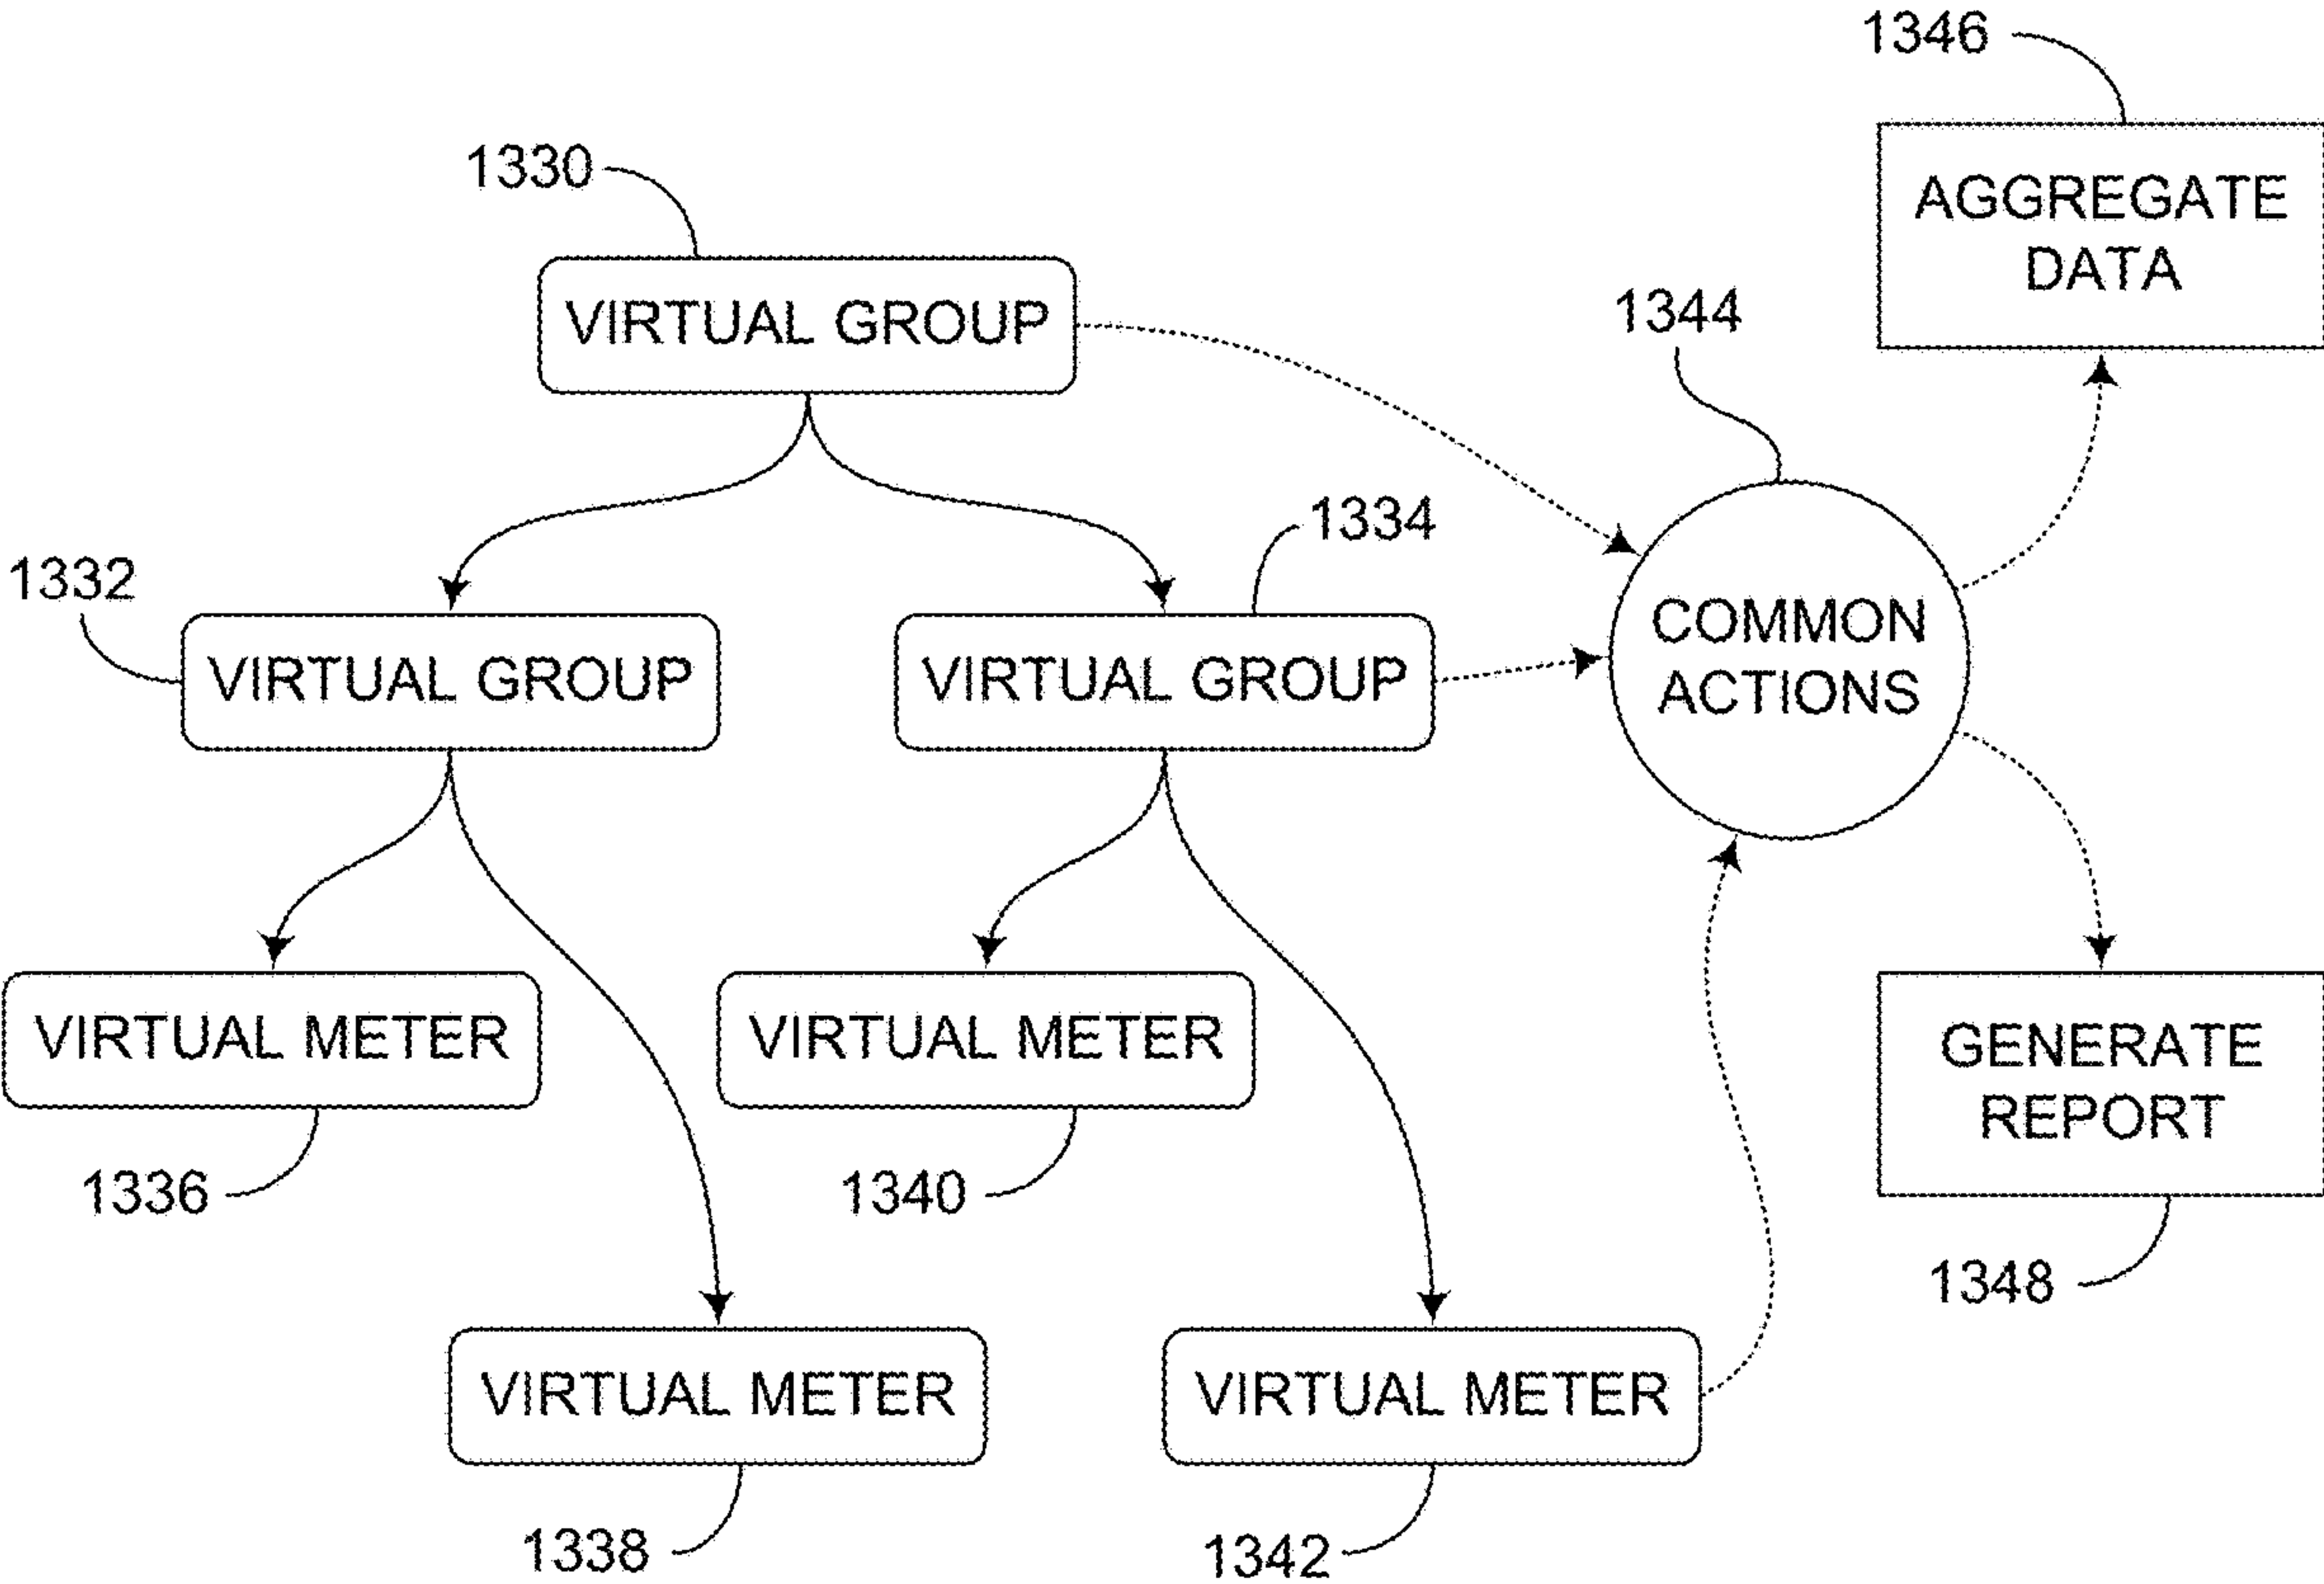 1346
AGGREGATE
DATA
1330
VIRTUAL GROUP
1344
1334
1332
VIRTUAL GROUP
VIRTUAL GROUP
COMMON
ACTIONS
VIRTUAL METER
VIRTUAL METER
GENERATE
REPORT
1336
1340
1348
VIRTUAL METER
VIRTUAL METER
1338
1342